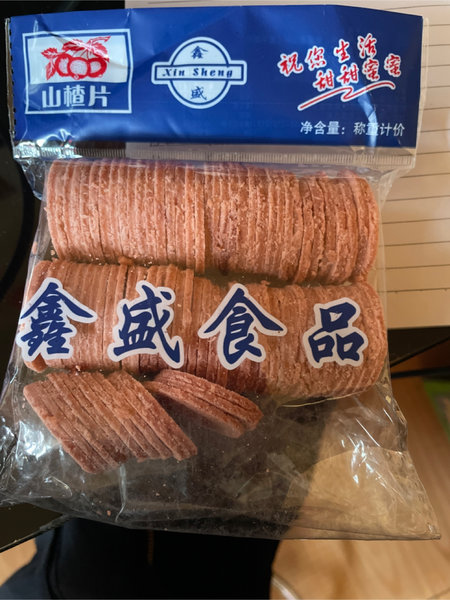 山楂片
鑫
Xin Sheng
盛
祝您生活
甜甜蜜蜜
净含量：称重计价
鑫盛食品